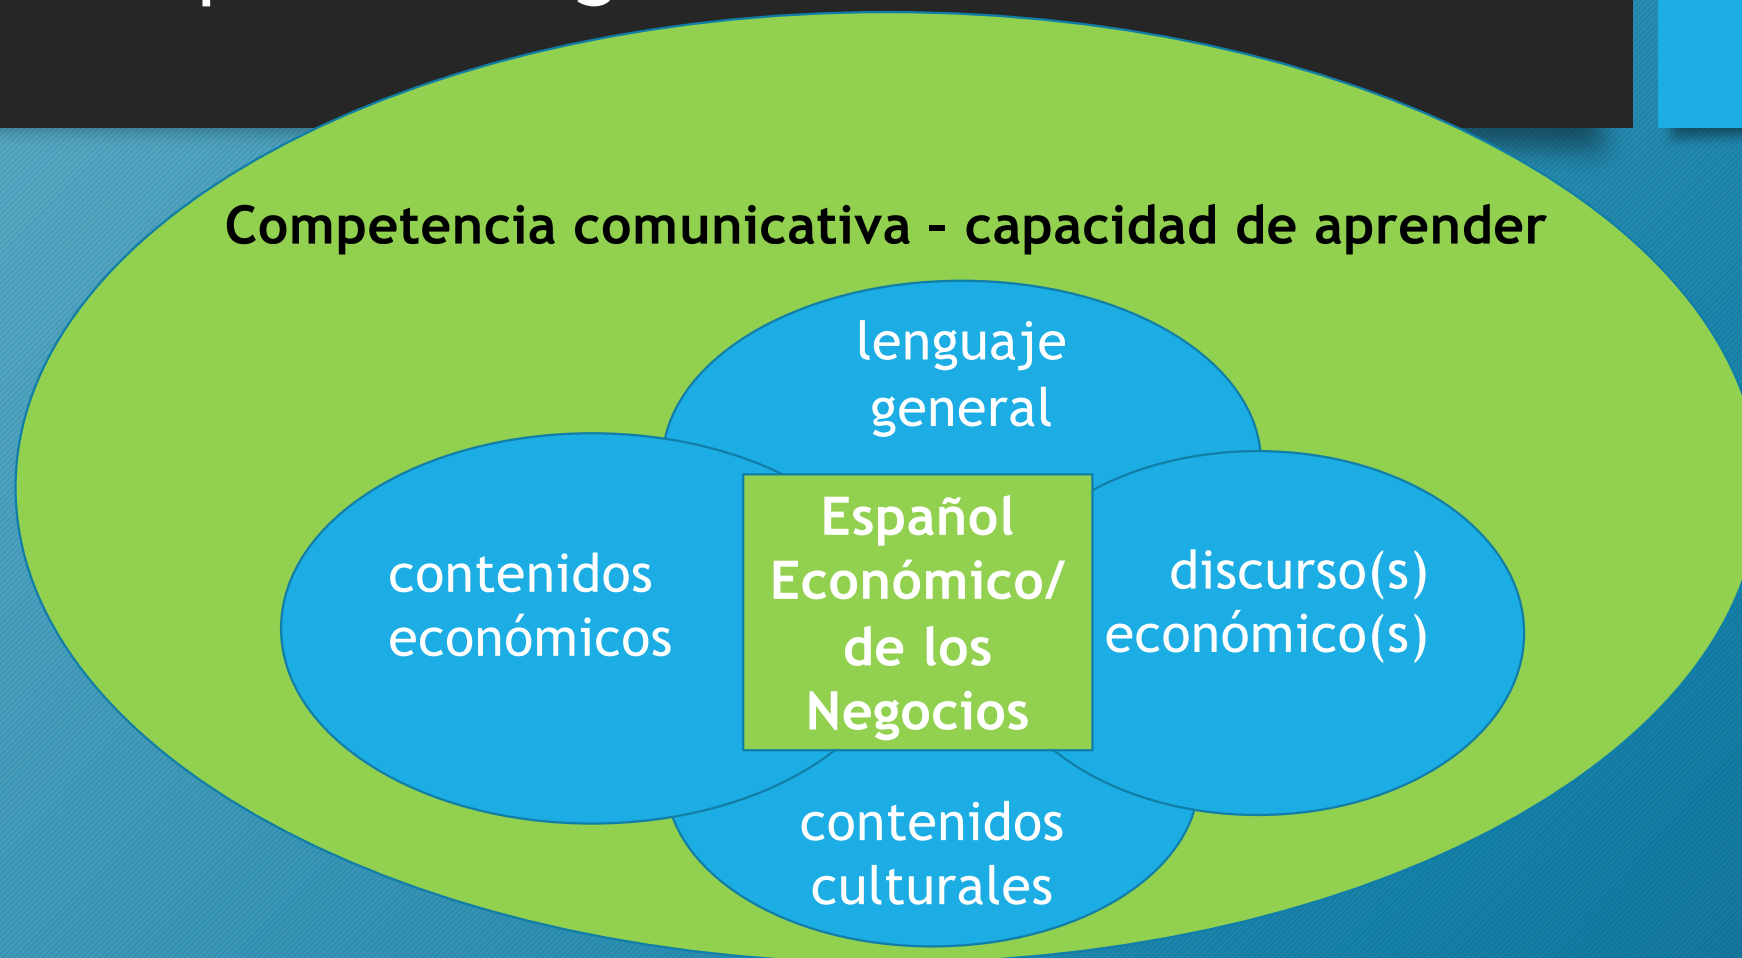 Competencia comunicativa – capacidad de aprender
lenguaje
general
contenidos
económicos
Español
Económico/
de los
Negocios
discurso(s)
económico(s)
contenidos
culturales